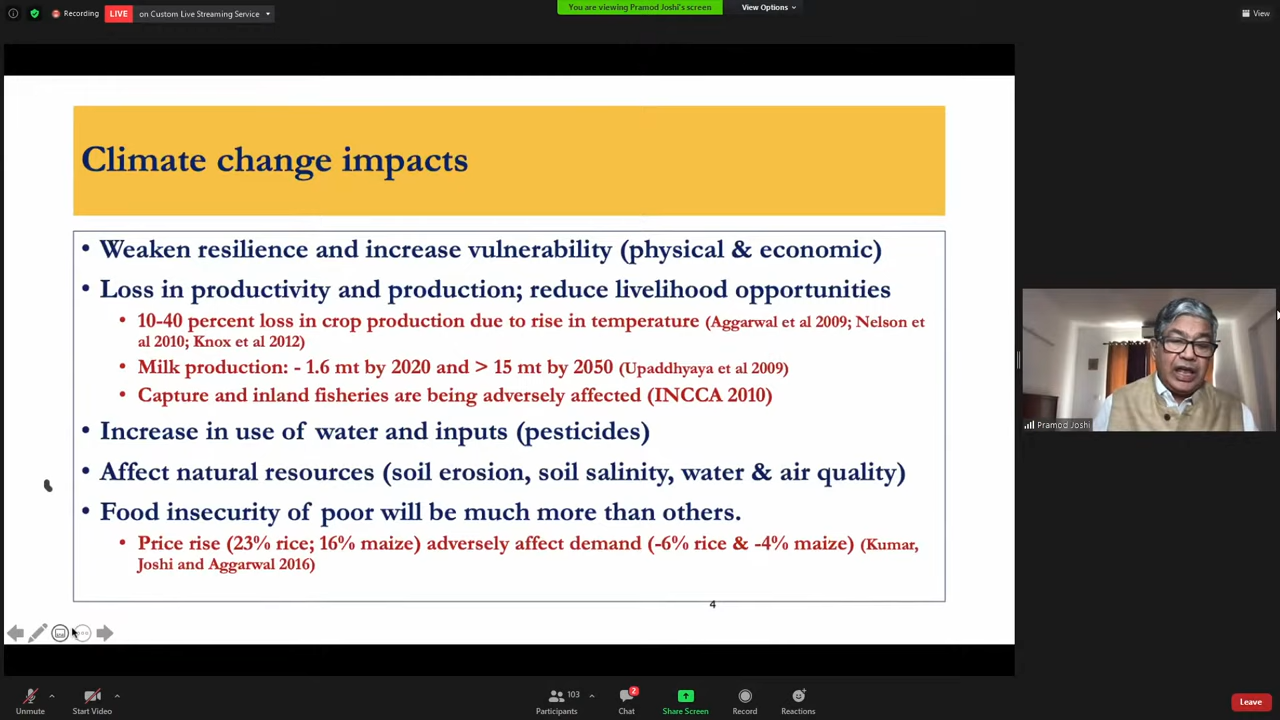 Recording
LIVE
on Custom Live Streaming Service
You are viewing Pramod Joshi's screen
View Options
View
Climate change impacts
• Weaken resilience and increase vulnerability (physical & economic)
• Loss in productivity and production; reduce livelihood opportunities
• 10-40 percent loss in crop production due to rise in temperature (Aggarwal et al 2009; Nelson et
al 2010; Knox et al 2012)
• Milk production: - 1.6 mt by 2020 and > 15 mt by 2050 (Upaddhyaya et al 2009)
• Capture and inland fisheries are being adversely affected (INCCA 2010)
• Increase in use of water and inputs (pesticides)
• Affect natural resources (soil erosion, soil salinity, water & air quality)
• Food insecurity of poor will be much more than others.
• Price rise (23% rice; 16% maize) adversely affect demand (-6% rice & -4% maize) (Kumar,
Joshi and Aggarwal 2016)
4
Pramod Joshi
Unmute
Start Video
103
Participants
2
Chat
Share Screen
Record
Reactions
Leave